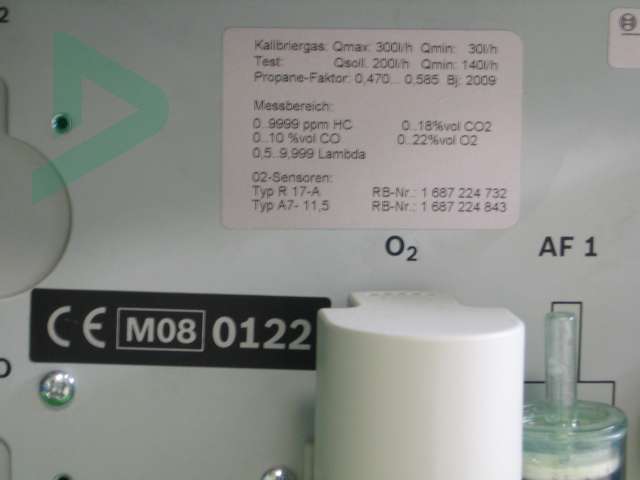 2
Kalibriergas: Qmax: 300l/h Qmin: 30l/h
Test: Qsoll. 200l/h Qmin: 140l/h
Propane-Faktor: 0,470... 0,585 Bj: 2009
Messbereich:
0..9999 ppm HC 0..18%vol CO2
0..10 %vol CO 0..22%vol O2
0,5..9,999 Lambda
02-Sensoren:
Typ R 17-A RB-Nr.: 1 687 224 732
Typ A7- 11,5 RB-Nr.: 1 687 224 843
O₂ AF 1
CE M08 0122